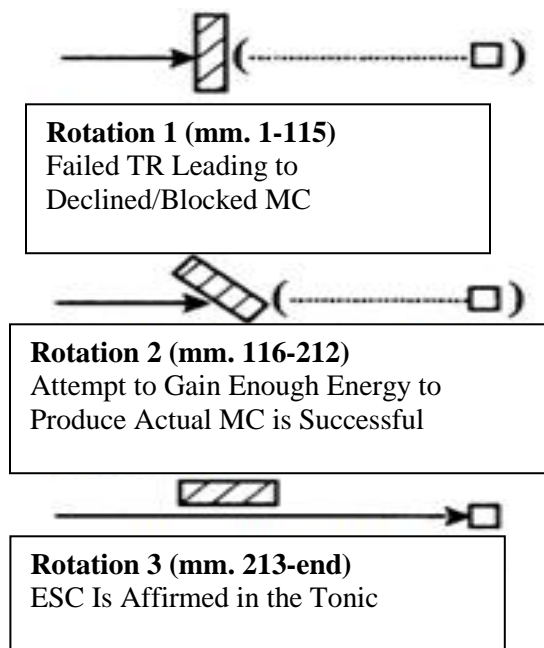 Rotation 1 (mm. 1-115)
Failed TR Leading to
Declined/Blocked MC
Rotation 2 (mm. 116-212)
Attempt to Gain Enough Energy to
Produce Actual MC is Successful
Rotation 3 (mm. 213-end)
ESC Is Affirmed in the Tonic